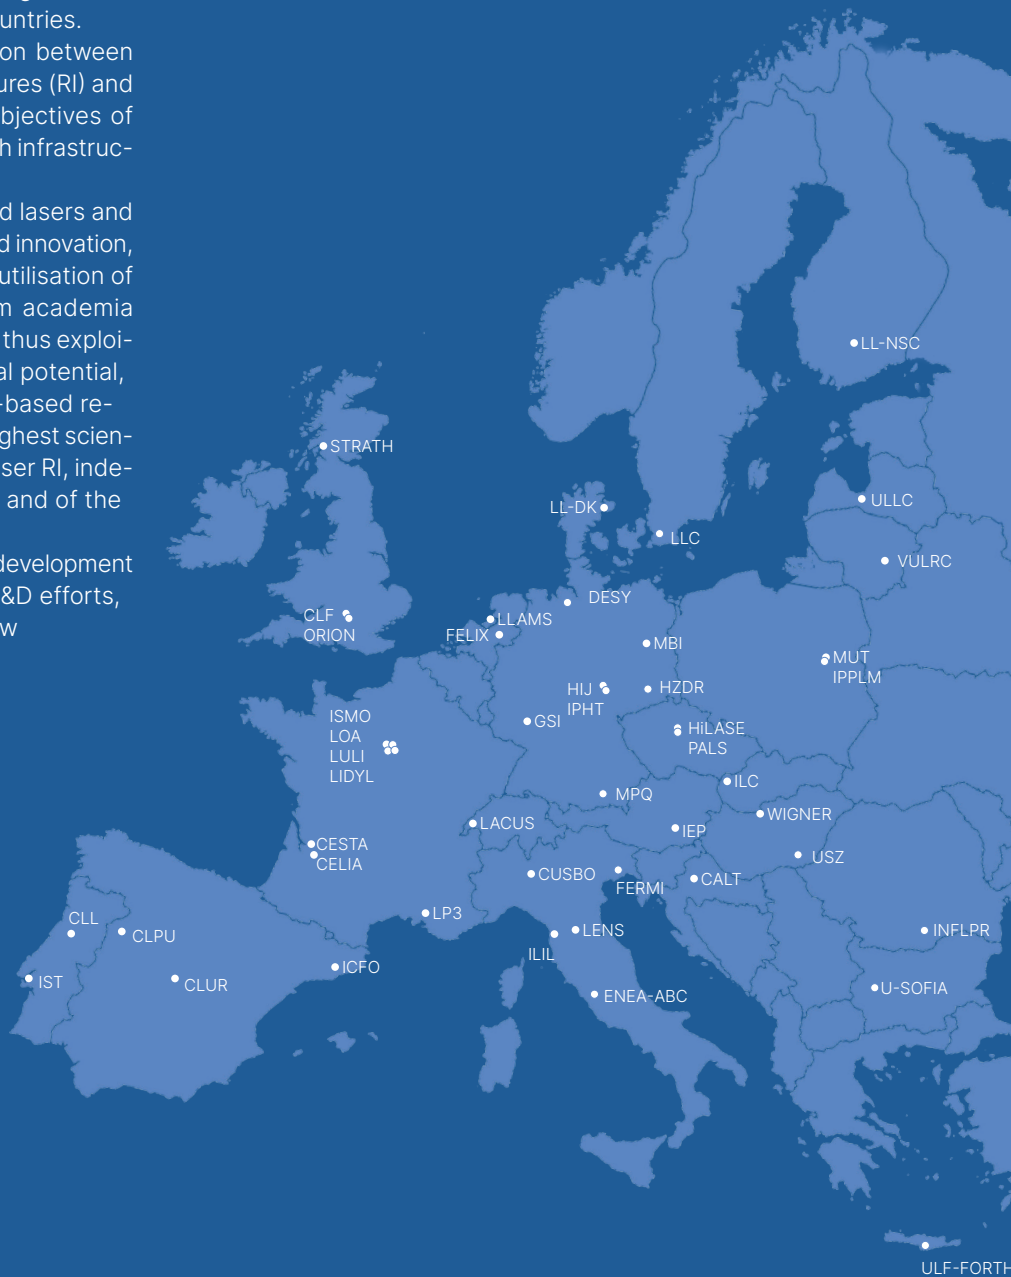 untries.
on between
ures (RI) and
bjectives of
h infrastruc-
d lasers and
d innovation,
utilisation of
m academia
thus exploi-
al potential,
-based re-
ghest scien-
ser RI, inde-
and of the
development
&D efforts,
w
LL-NSC
STRATH
LL-DK
ULLC
LLC
VULRC
DESY
CLF
ORION
LLAMS
FELIX
MBI
MUT
IPPLM
HIJ
IPHT
HZDR
GSI
ISMO
LOA
LULI
LIDYL
HiLASE
PALS
ILC
MPQ
WIGNER
LACUS
IEP
CESTA
CELIA
USZ
CUSBO
FERMI
CALT
LP3
CLL
CLPU
LENS
ILIL
INFLPR
ICFO
IST
CLUR
ENEA-ABC
U-SOFIA
ULF-FORTH